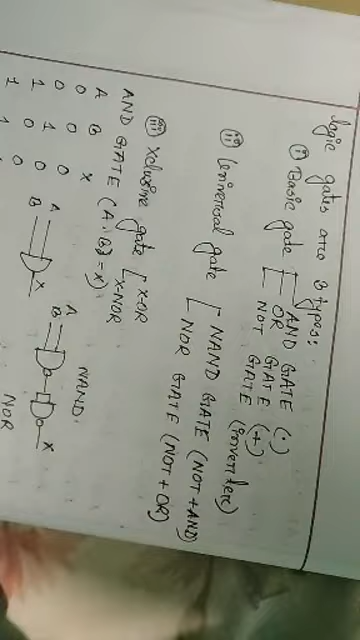 logic gates are 3 types:
(i) Basic gate [ AND GATE (·)
OR GATE (+)
NOT GATE (invert here)
(ii) Universal gate [ NAND GATE (NOT + AND)
NOR GATE (NOT + OR)
(iii) Xclusive gate [ X-OR
X-NOR
AND GATE (A·B = X)
A B X
0 0 0
0 1 0
1 0 0
1 1
A
B
X
NAND
A
B
X
NOR